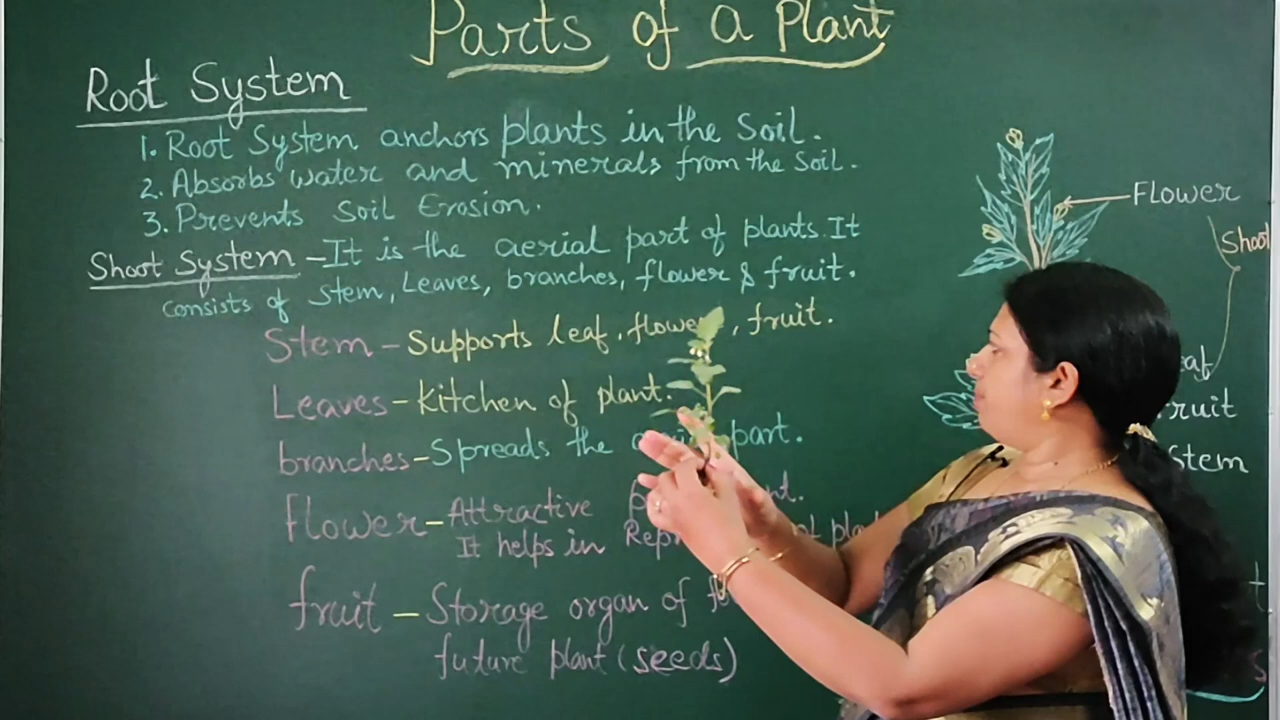 Parts of a Plant
Root System
1. Root System anchors plants in the Soil.
2. Absorbs water and minerals from the Soil.
3. Prevents Soil Erosion.
Shoot System - It is the aerial part of plants. It
consists of Stem, Leaves, branches, flower & fruit.
Stem - Supports leaf, flower, fruit.
Leaves - Kitchen of plant.
branches - Spreads the part.
Flower - Attractive
It helps in
fruit - Storage organ of
future plant (seeds)
Flower
Shoot
fruit
Stem